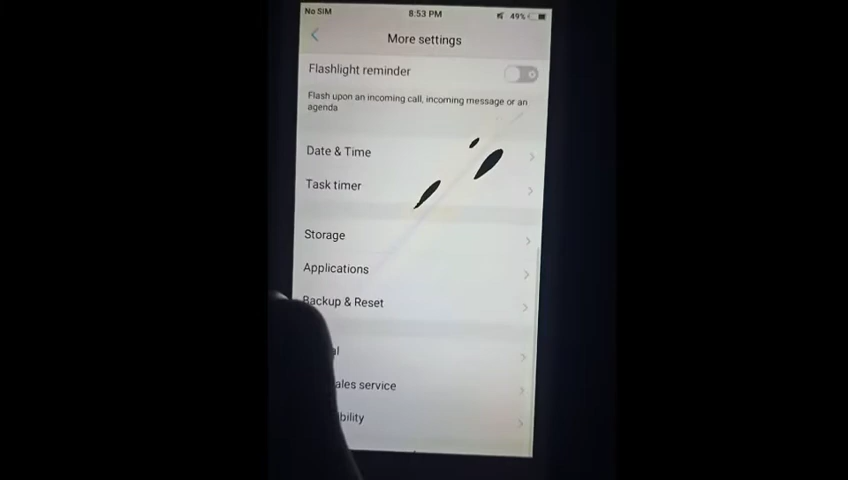 No SIM 8:53 PM 49%
More settings
Flashlight reminder
Flash upon an incoming call, incoming message or an
agenda
Date & Time
Task timer
Storage
Applications
Backup & Reset
ales service
bility